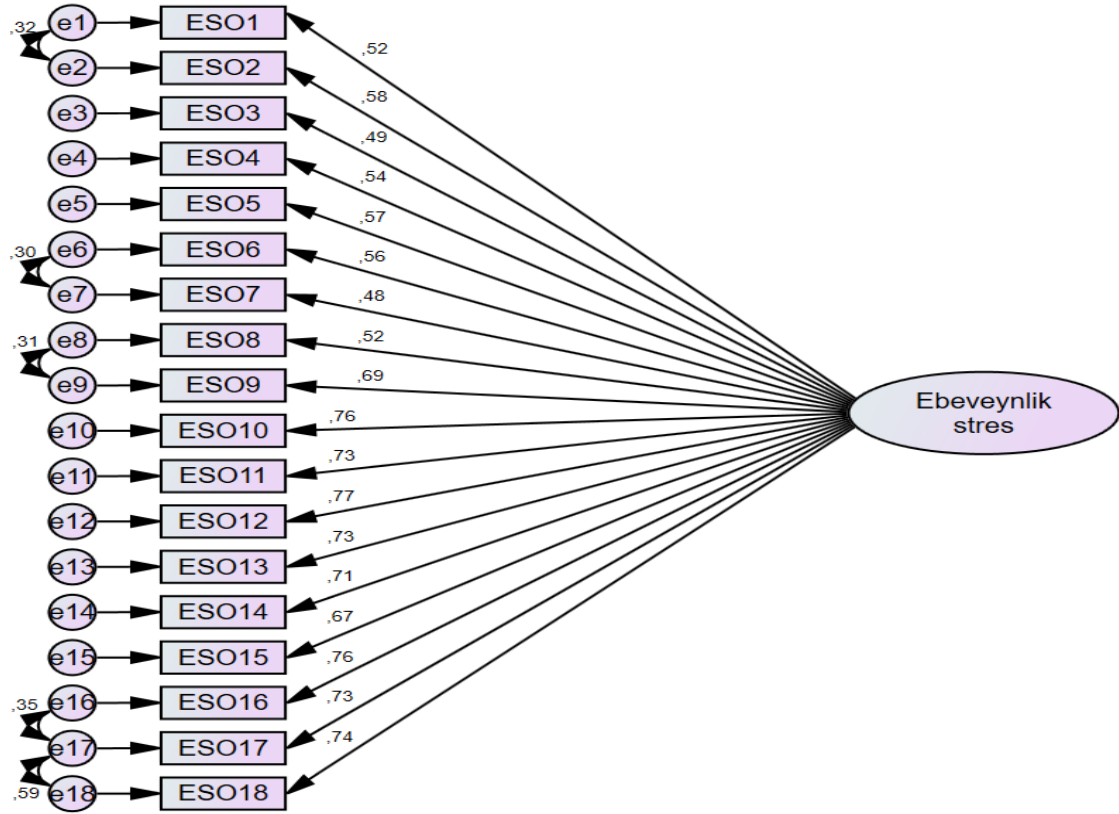 ,32
e1
ESO1
,52
e2
ESO2
,58
e3
ESO3
,49
e4
ESO4
,54
e5
ESO5
,57
,30
e6
ESO6
,56
e7
ESO7
,48
,31
e8
ESO8
,52
e9
ESO9
,69
e10
ESO10
,76
e11
ESO11
,73
e12
ESO12
,77
e13
ESO13
,73
e14
ESO14
,71
e15
ESO15
,67
,35
e16
ESO16
,76
e17
ESO17
,73
,59
e18
ESO18
,74
Ebeveynlik
stres